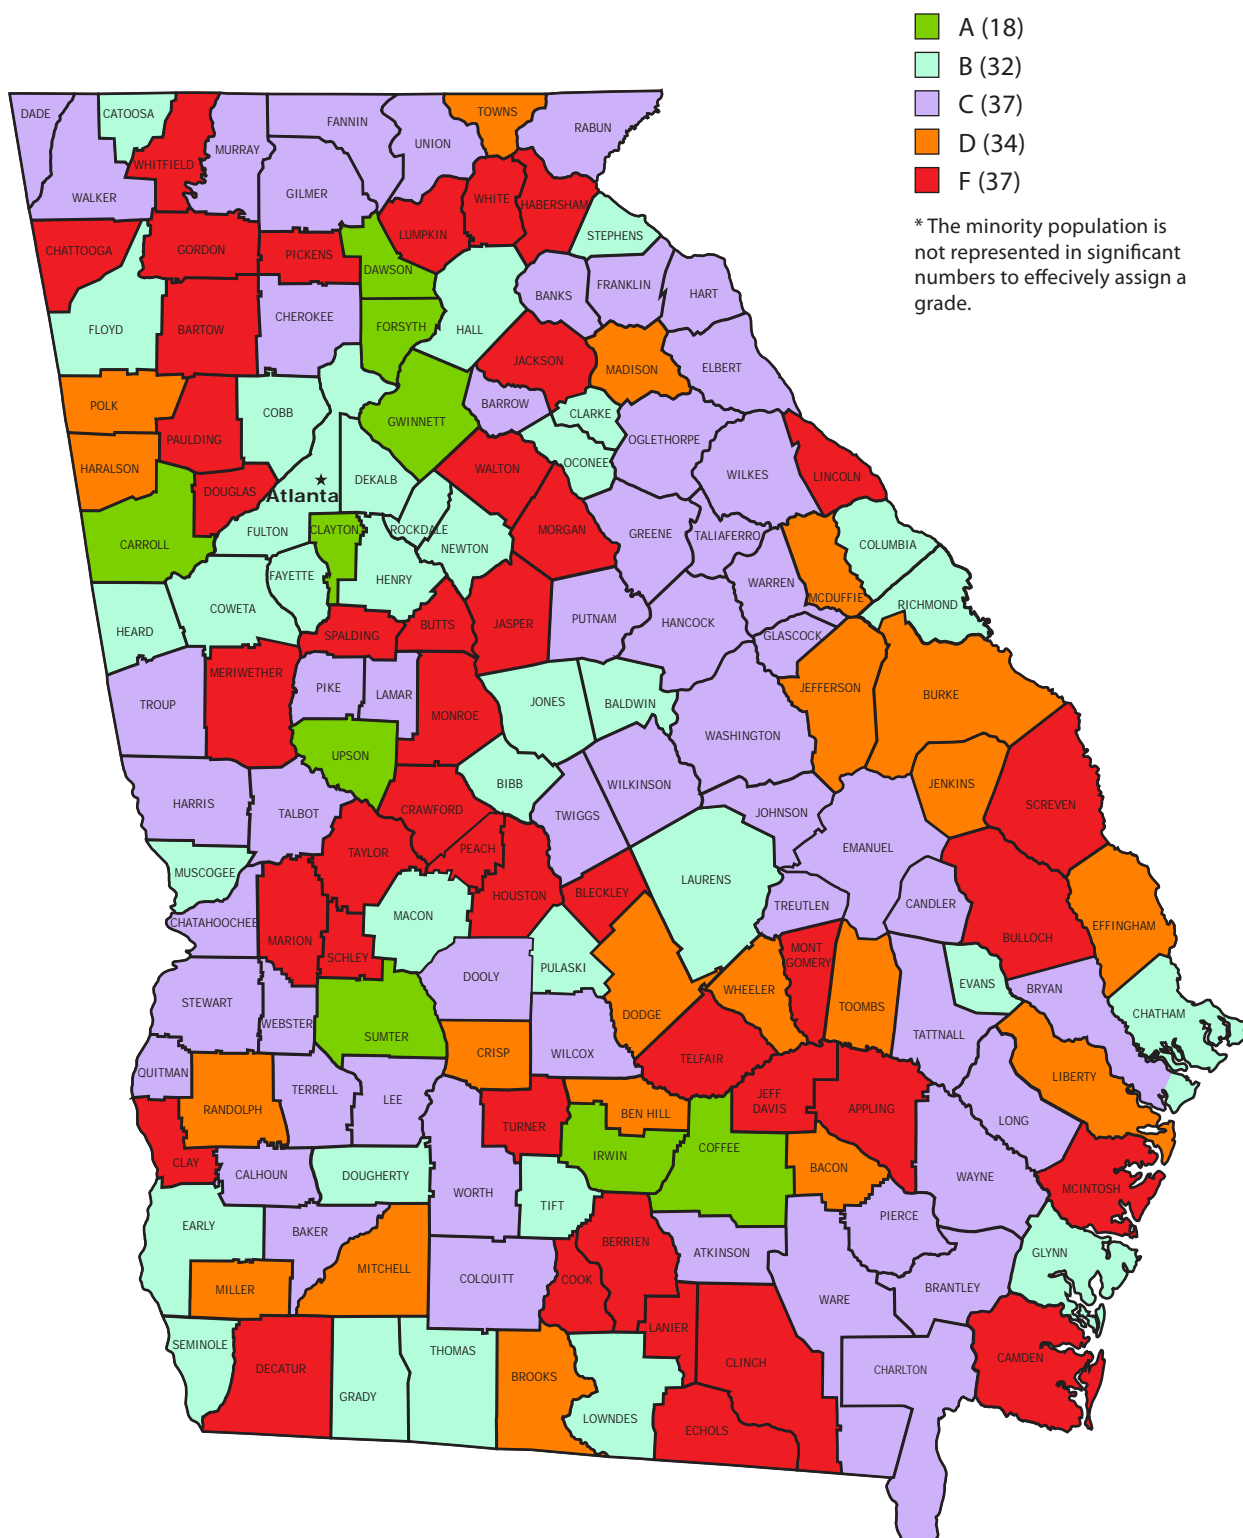 A (18)
B (32)
C (37)
D (34)
F (37)
* The minority population is
not represented in significant
numbers to effecively assign a
grade.
DADE
CATOOSA
WHITFIELD
MURRAY
FANNIN
UNION
TOWNS
RABUN
WALKER
GILMER
WHITE
HABERSHAM
LUMPKIN
STEPHENS
CHATTOOGA
GORDON
PICKENS
DAWSON
BANKS
FRANKLIN
HART
FLOYD
BARTOW
CHEROKEE
FORSYTH
HALL
JACKSON
MADISON
ELBERT
POLK
COBB
GWINNETT
BARROW
CLARKE
OGLETHORPE
PAULDING
HARALSON
DOUGLAS
Atlanta
DEKALB
WALTON
OCONEE
WILKES
LINCOLN
CARROLL
FULTON
CLAYTON
ROCKDALE
NEWTON
MORGAN
GREENE
TALIAFERRO
COLUMBIA
FAYETTE
HENRY
WARREN
MCDUFFIE
RICHMOND
HEARD
COWETA
SPALDING
BUTTS
JASPER
PUTNAM
HANCOCK
GLASCOCK
MERIWETHER
TROUP
PIKE
LAMAR
MONROE
JONES
BALDWIN
JEFFERSON
BURKE
WASHINGTON
UPSON
BIBB
WILKINSON
JENKINS
SCREVEN
HARRIS
TALBOT
CRAWFORD
TWIGGS
JOHNSON
EMANUEL
TAYLOR
PEACH
MUSCOGEE
HOUSTON
BLECKLEY
LAURENS
TREUTLEN
CANDLER
CHATAHOOCHEE
MACON
MARION
SCHLEY
BULLOCH
EFFINGHAM
MONT
GOMERY
DOOLY
PULASKI
WHEELER
TOOMBS
EVANS
BRYAN
CHATHAM
STEWART
WEBSTER
SUMTER
DODGE
TATTNALL
CRISP
WILCOX
TELFAIR
LIBERTY
QUITMAN
RANDOLPH
TERRELL
LEE
BEN HILL
JEFF
DAVIS
APPLING
LONG
TURNER
IRWIN
COFFEE
CLAY
CALHOUN
DOUGHERTY
WORTH
TIFT
BACON
WAYNE
MCINTOSH
EARLY
BAKER
BERRIEN
ATKINSON
PIERCE
GLYNN
MILLER
MITCHELL
COLQUITT
COOK
WARE
BRANTLEY
SEMINOLE
DECATUR
THOMAS
LANIER
CLINCH
CHARLTON
CAMDEN
GRADY
BROOKS
LOWNDES
ECHOLS